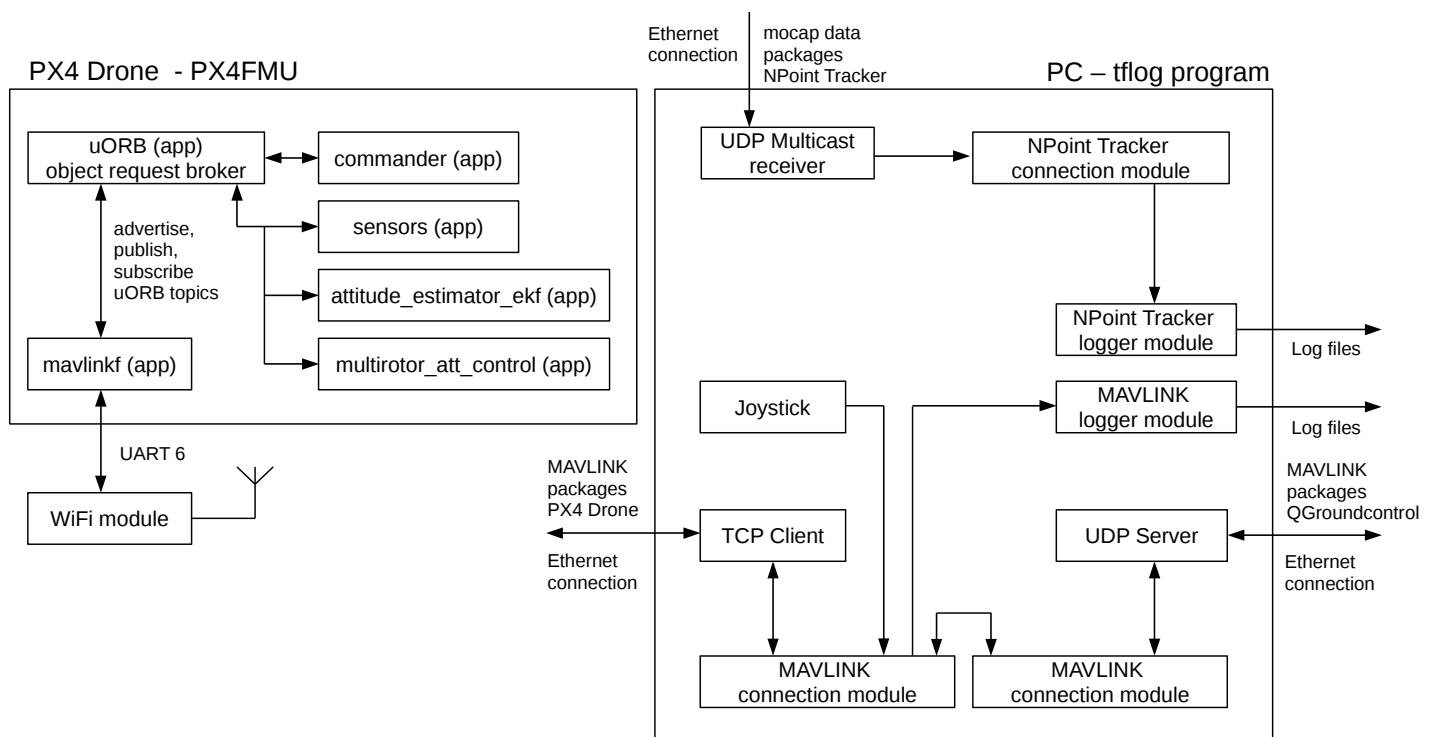 PX4 Drone - PX4FMU
uORB (app)
object request broker
commander (app)
sensors (app)
advertise,
publish,
subscribe
uORB topics
attitude_estimator_ekf (app)
mavlinkf (app)
multirotor_att_control (app)
UART 6
WiFi module
Ethernet
connection
mocap data
packages
NPoint Tracker
PC – tflog program
UDP Multicast
receiver
NPoint Tracker
connection module
NPoint Tracker
logger module
Log files
Joystick
MAVLINK
logger module
Log files
MAVLINK
packages
PX4 Drone
Ethernet
connection
TCP Client
UDP Server
MAVLINK
packages
QGroundcontrol
Ethernet
connection
MAVLINK
connection module
MAVLINK
connection module